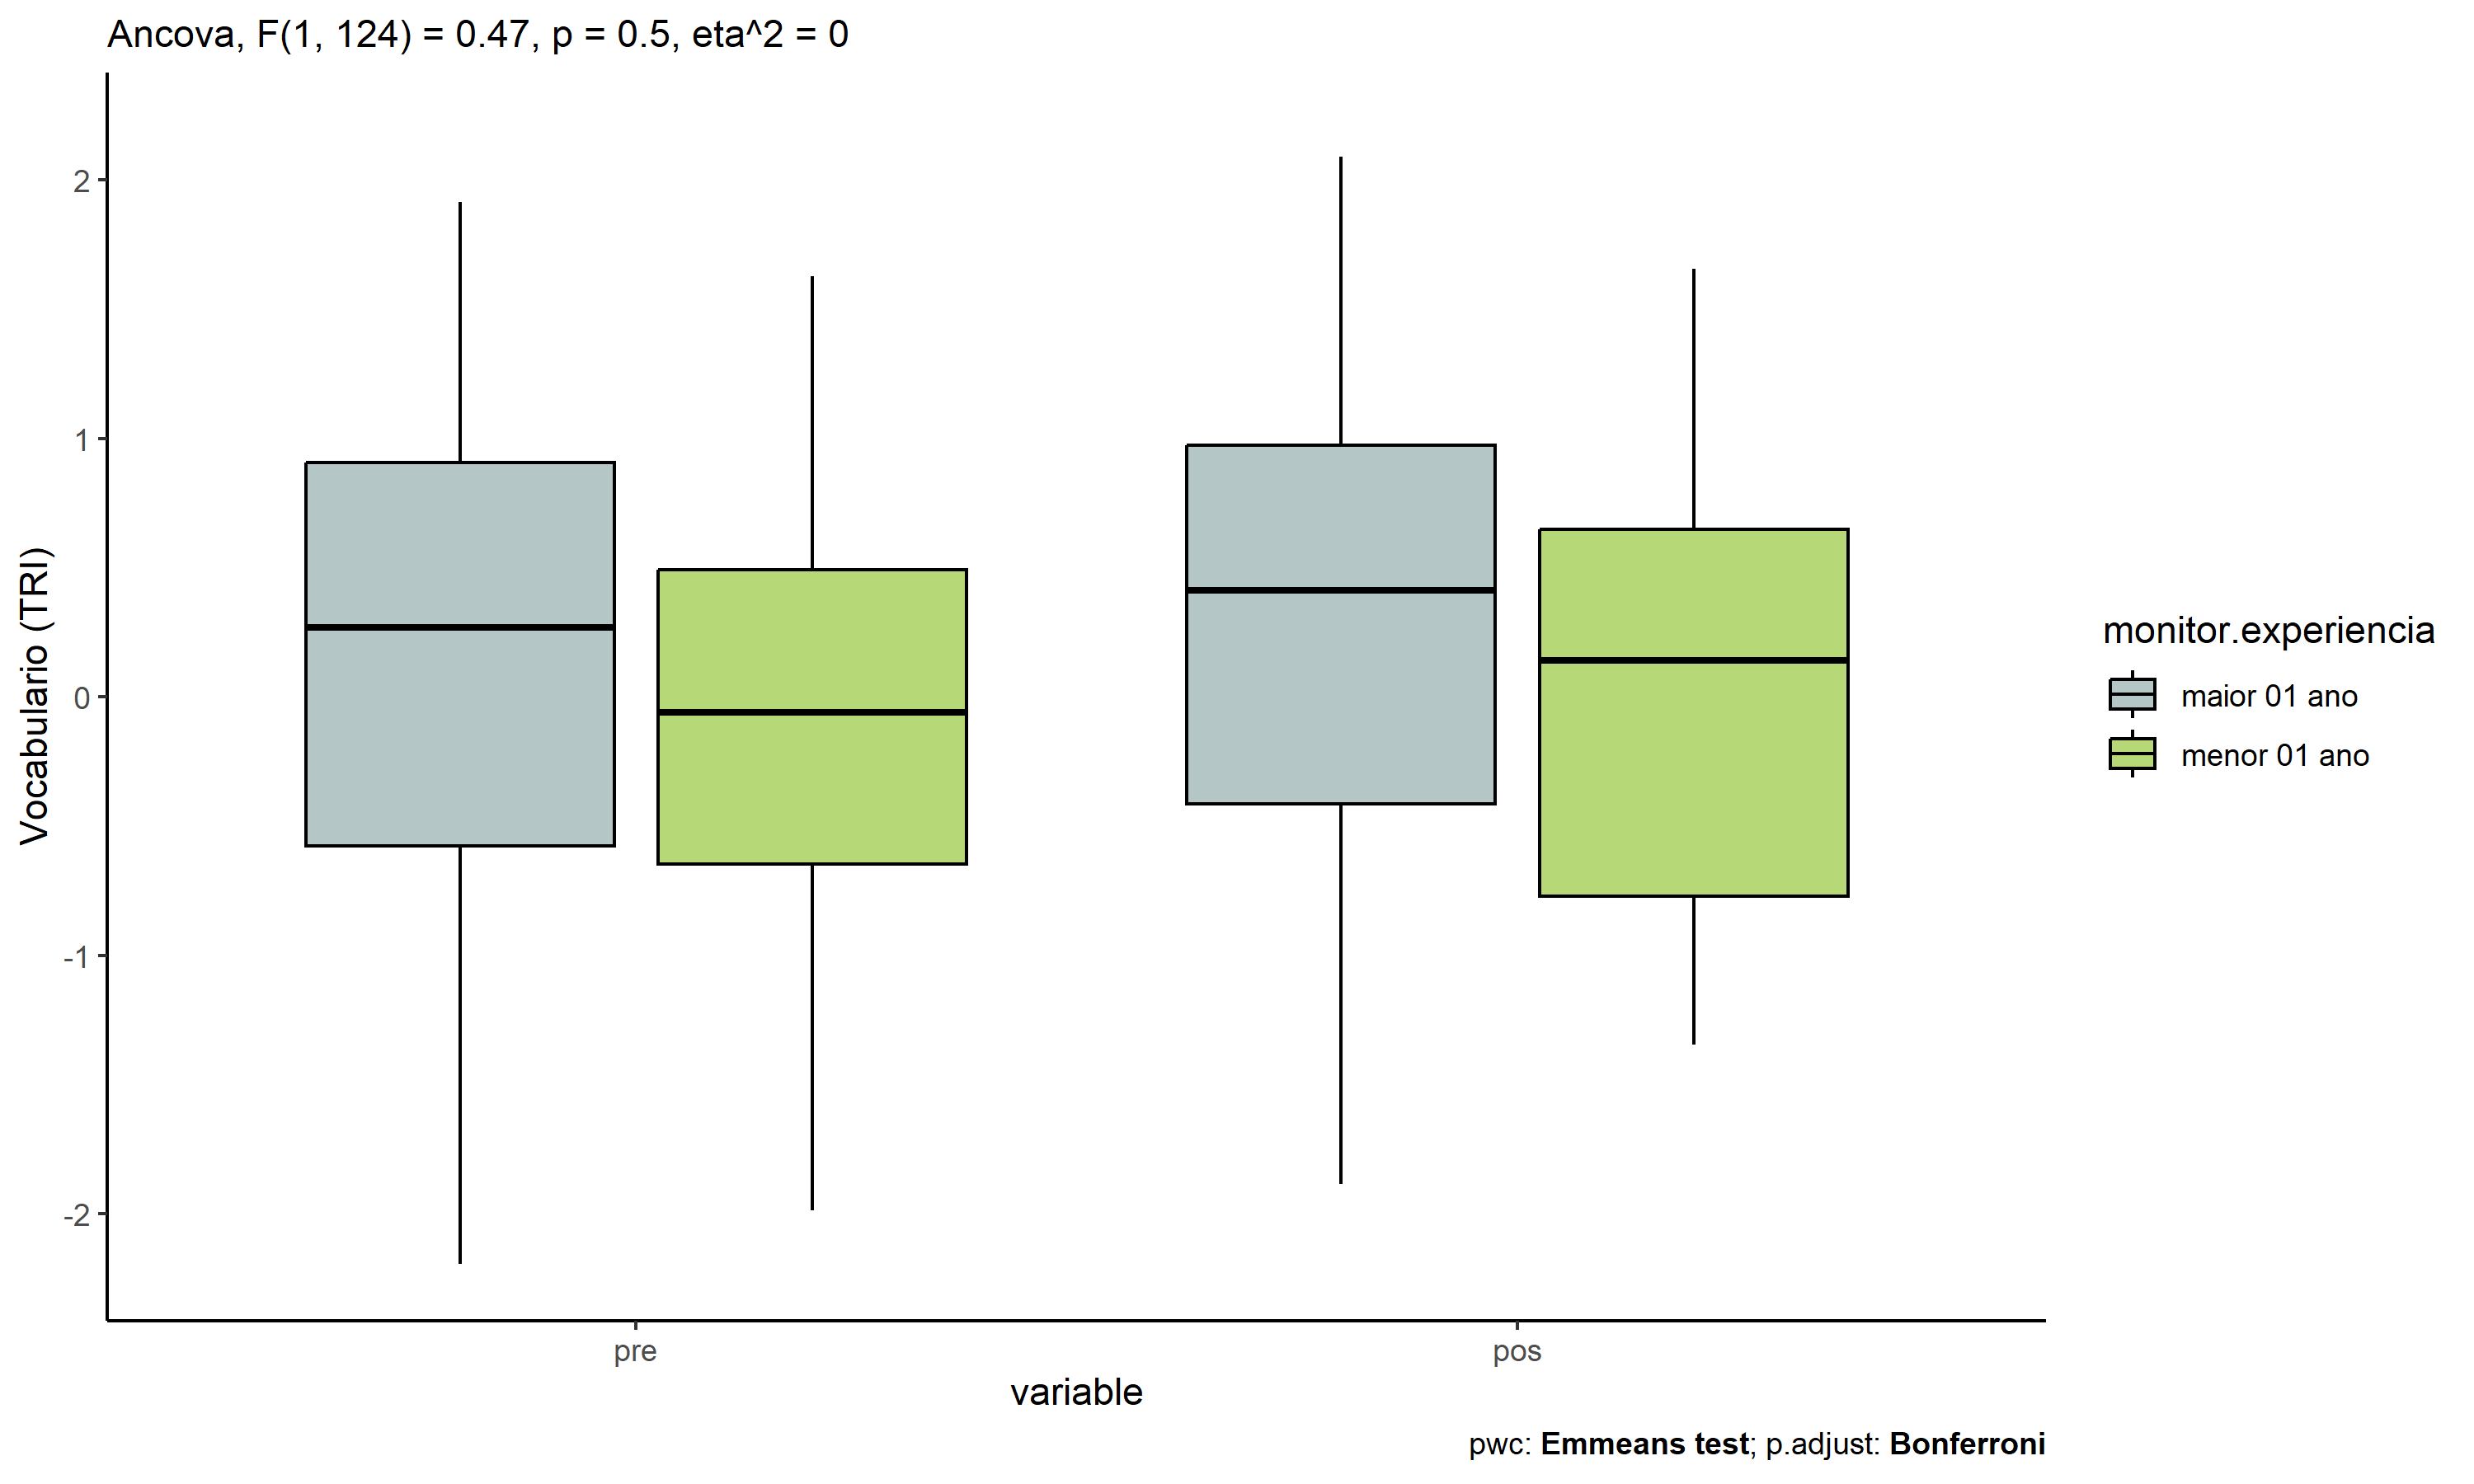 Ancova, F(1, 124) = 0.47, p = 0.5, eta^2 = 0
Vocabulario (TRI)
2
1
0
-1
-2
pre
pos
variable
monitor.experiencia
maior 01 ano
menor 01 ano
pwc: Emmeans test; p.adjust: Bonferroni